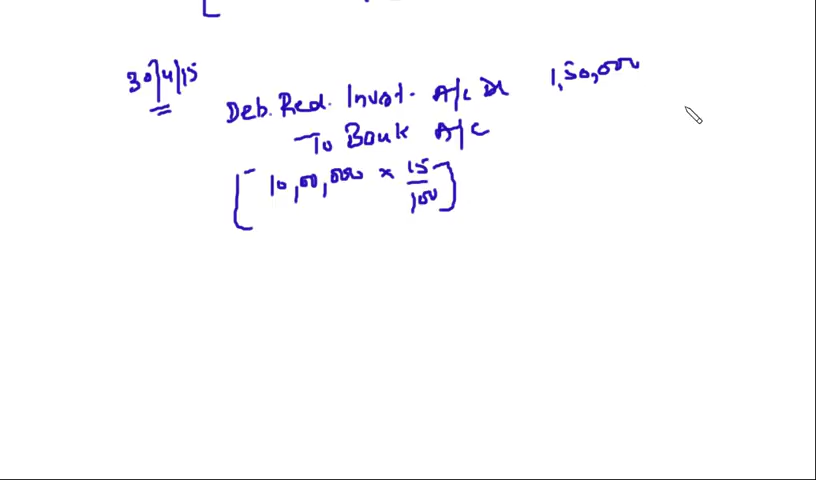 30/4/15
Deb. Red. Invst. A/c Dr 1,50,000
To Bank A/C
[10,00,000 × 15/100]